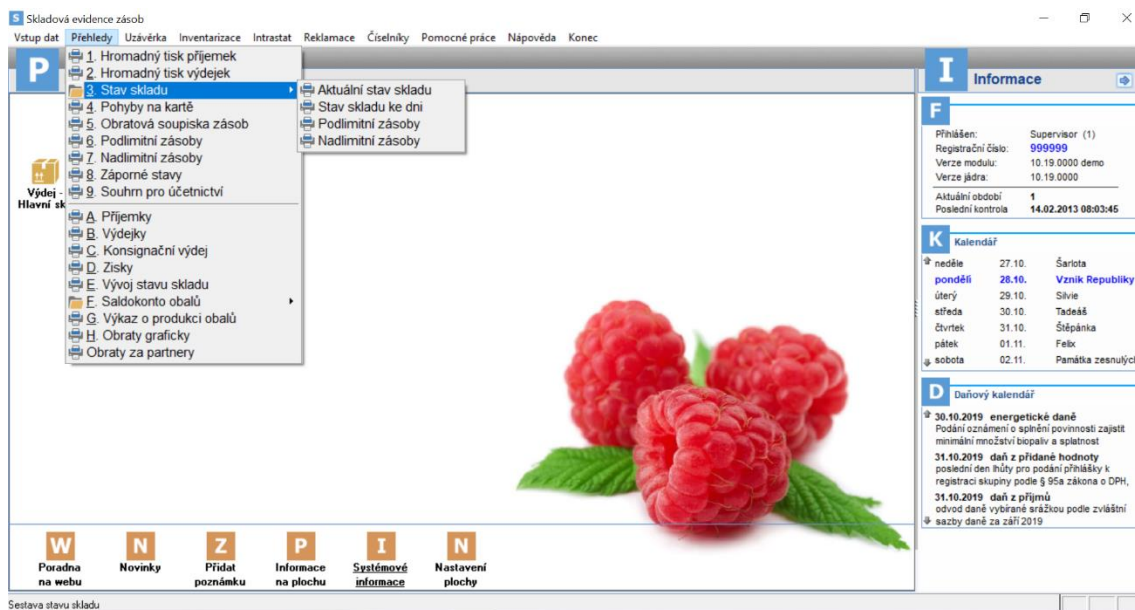 S Skladová evidence zásob
Vstup dat Přehledy Uzávěrka Inventarizace Intrastat Reklamace Číselníky Pomocné práce Nápověda Konec
P
1. Hromadný tisk příjemek
2. Hromadný tisk výdejek
3. Stav skladu
4. Pohyby na kartě
5. Obratová soupiska zásob
6. Podlimitní zásoby
7. Nadlimitní zásoby
8. Záporné stavy
9. Souhrn pro účetnictví
A. Příjemky
B. Výdejky
C. Konsignační výdej
D. Zisky
E. Vývoj stavu skladu
F. Saldokonto obalů
G. Výkaz o produkci obalů
H. Obraty graficky
Obraty za partnery
Aktuální stav skladu
Stav skladu ke dni
Podlimitní zásoby
Nadlimitní zásoby
Výdej -
Hlavní sk
I Informace
F
Přihlášen: Supervisor (1)
Registrační číslo: 999999
Verze modulu: 10.19.0000 demo
Verze jádra: 10.19.0000
Aktuální období 1
Poslední kontrola 14.02.2013 08:03:45
K Kalendář
neděle 27.10. Šarlota
pondělí 28.10. Vznik Republiky
úterý 29.10. Silvie
středa 30.10. Tadeáš
čtvrtek 31.10. Štěpánka
pátek 01.11. Felix
sobota 02.11. Památka zesnulýc
D Daňový kalendář
30.10.2019 energetické daně
Podání oznámení o splnění povinnosti zajistit
minimální množství biopaliv a splatnost
31.10.2019 daň z přidané hodnoty
poslední den lhůty pro podání přihlášky k
registraci skupiny podle § 95a zákona o DPH,
31.10.2019 daň z příjmů
odvod daně vybírané srážkou podle zvláštní
sazby daně za září 2019
W N Z P I N
Poradna
na webu
Novinky
Přidat
poznámku
Informace
na plochu
Systémové
informace
Nastavení
plochy
Sestava stavu skladu